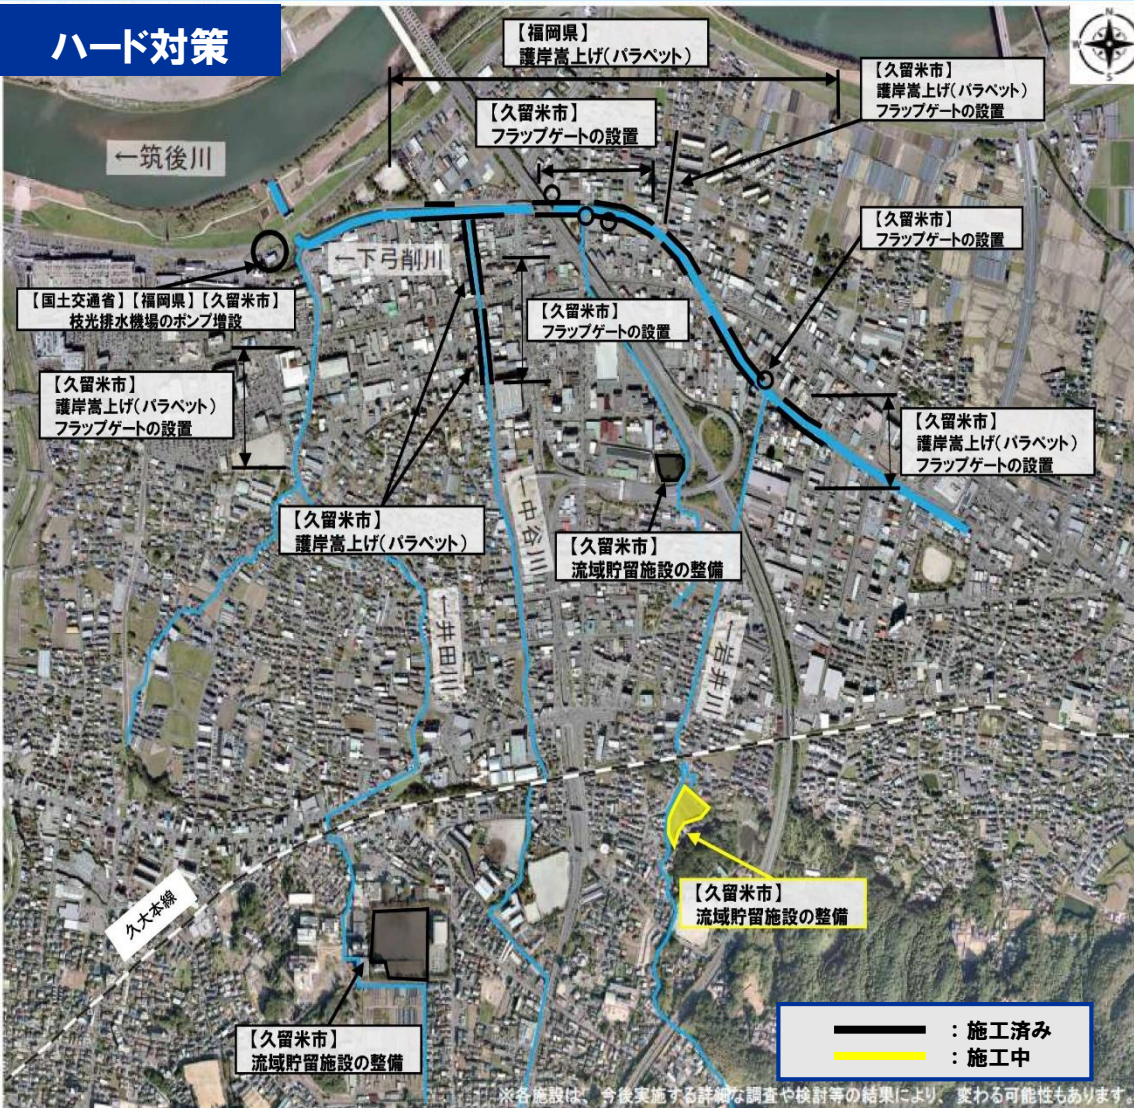 ハード対策
【福岡県】
護岸嵩上げ(パラペット)
N
S
【久留米市】
護岸嵩上げ(パラペット)
フラップゲートの設置
【久留米市】
フラップゲートの設置
←筑後川
【久留米市】
フラップゲートの設置
←下弓削川
【国土交通省】【福岡県】【久留米市】
枝光排水機場のポンプ増設
【久留米市】
フラップゲートの設置
【久留米市】
護岸嵩上げ(パラペット)
フラップゲートの設置
【久留米市】
護岸嵩上げ(パラペット)
フラップゲートの設置
←中谷川
【久留米市】
護岸嵩上げ(パラペット)
【久留米市】
流域貯留施設の整備
←井田川
←岩井川
久大本線
【久留米市】
流域貯留施設の整備
【久留米市】
流域貯留施設の整備
：施工済み
：施工中
※各施設は、今後実施する詳細な調査や検討等の結果により、変わる可能性もあります。